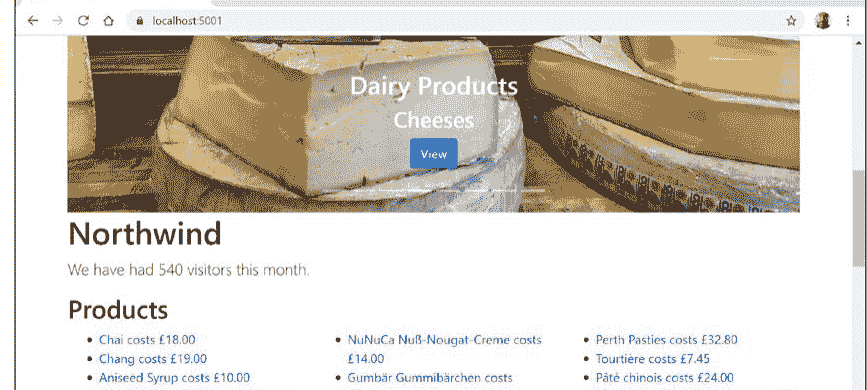 localhost:5001
Dairy Products
Cheeses
View
Northwind
We have had 540 visitors this month.
Products
Chai costs £18.00
Chang costs £19.00
Aniseed Syrup costs £10.00
NuNuCa Nuß-Nougat-Creme costs
£14.00
Gumbär Gummibärchen costs
Perth Pasties costs £32.80
Tourtière costs £7.45
Pâté chinois costs £24.00